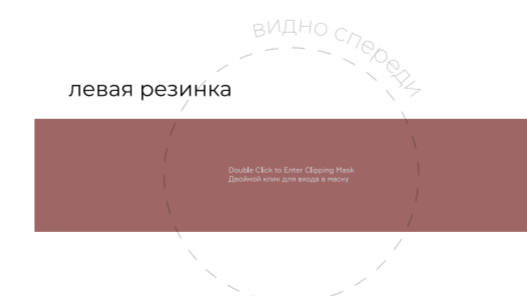 видно спереди
левая резинка
Double Click to Enter Clipping Mask
Двойной клик для входа в маску